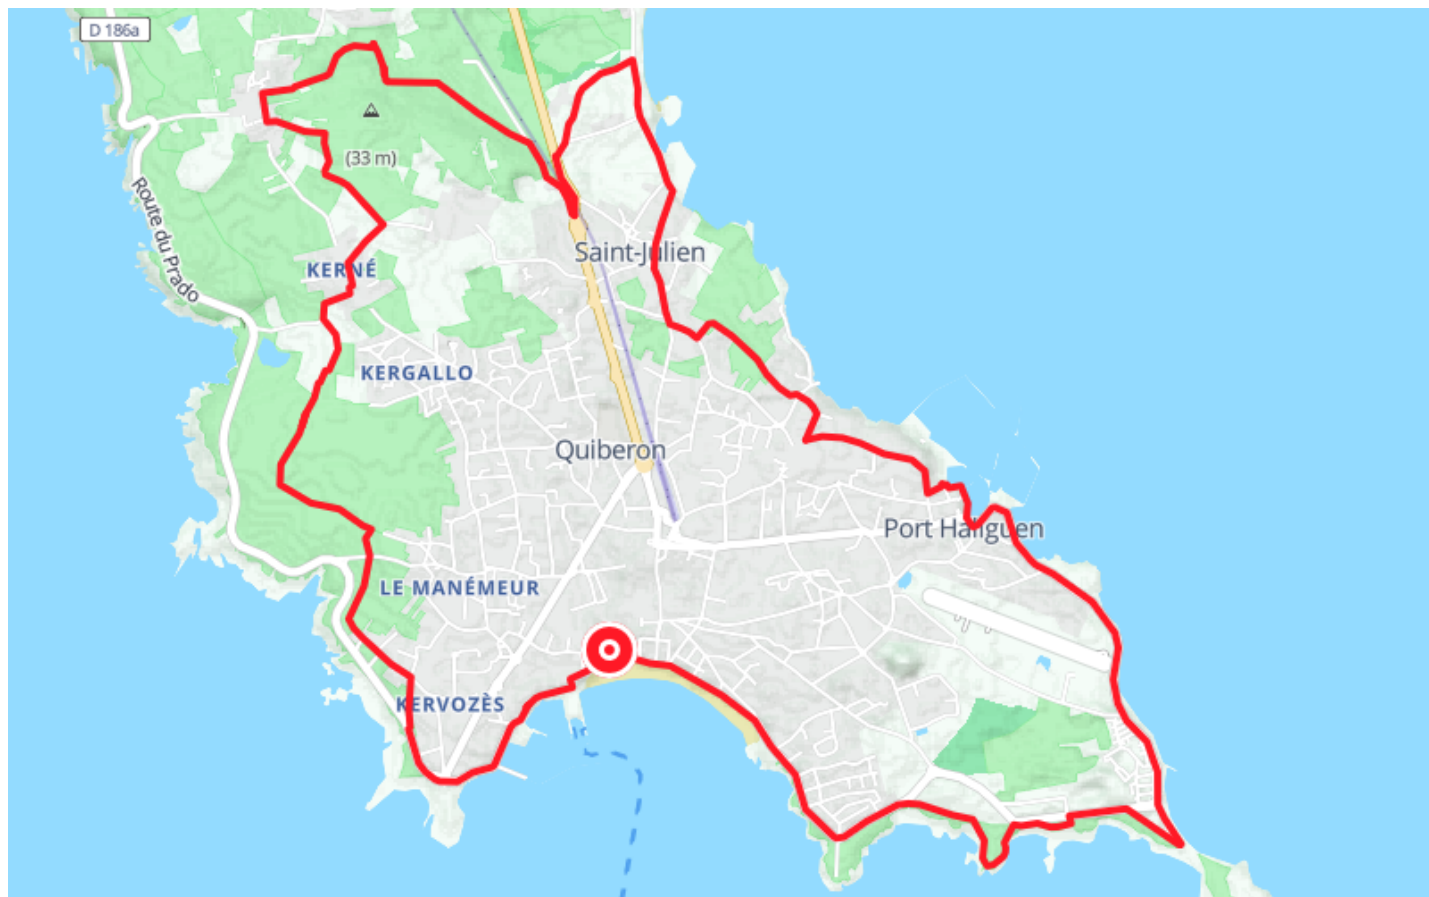 D 186a
(33 m)
Route du Prado
Saint-Julien
KERNÉ
KERGALLO
Quiberon
Port Haliguen
LE MANÉMEUR
KERVOZÈS